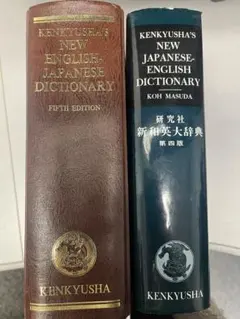 KENKYUSHA'S
NEW
ENGLISH-
JAPANESE
DICTIONARY
FIFTH EDITION
KENKYUSHA
KENKYUSHA'S
NEW
JAPANESE-
ENGLISH
DICTIONARY
KOH MASUDA
研究社
新和英大辞典
第四版
KENKYUSHA